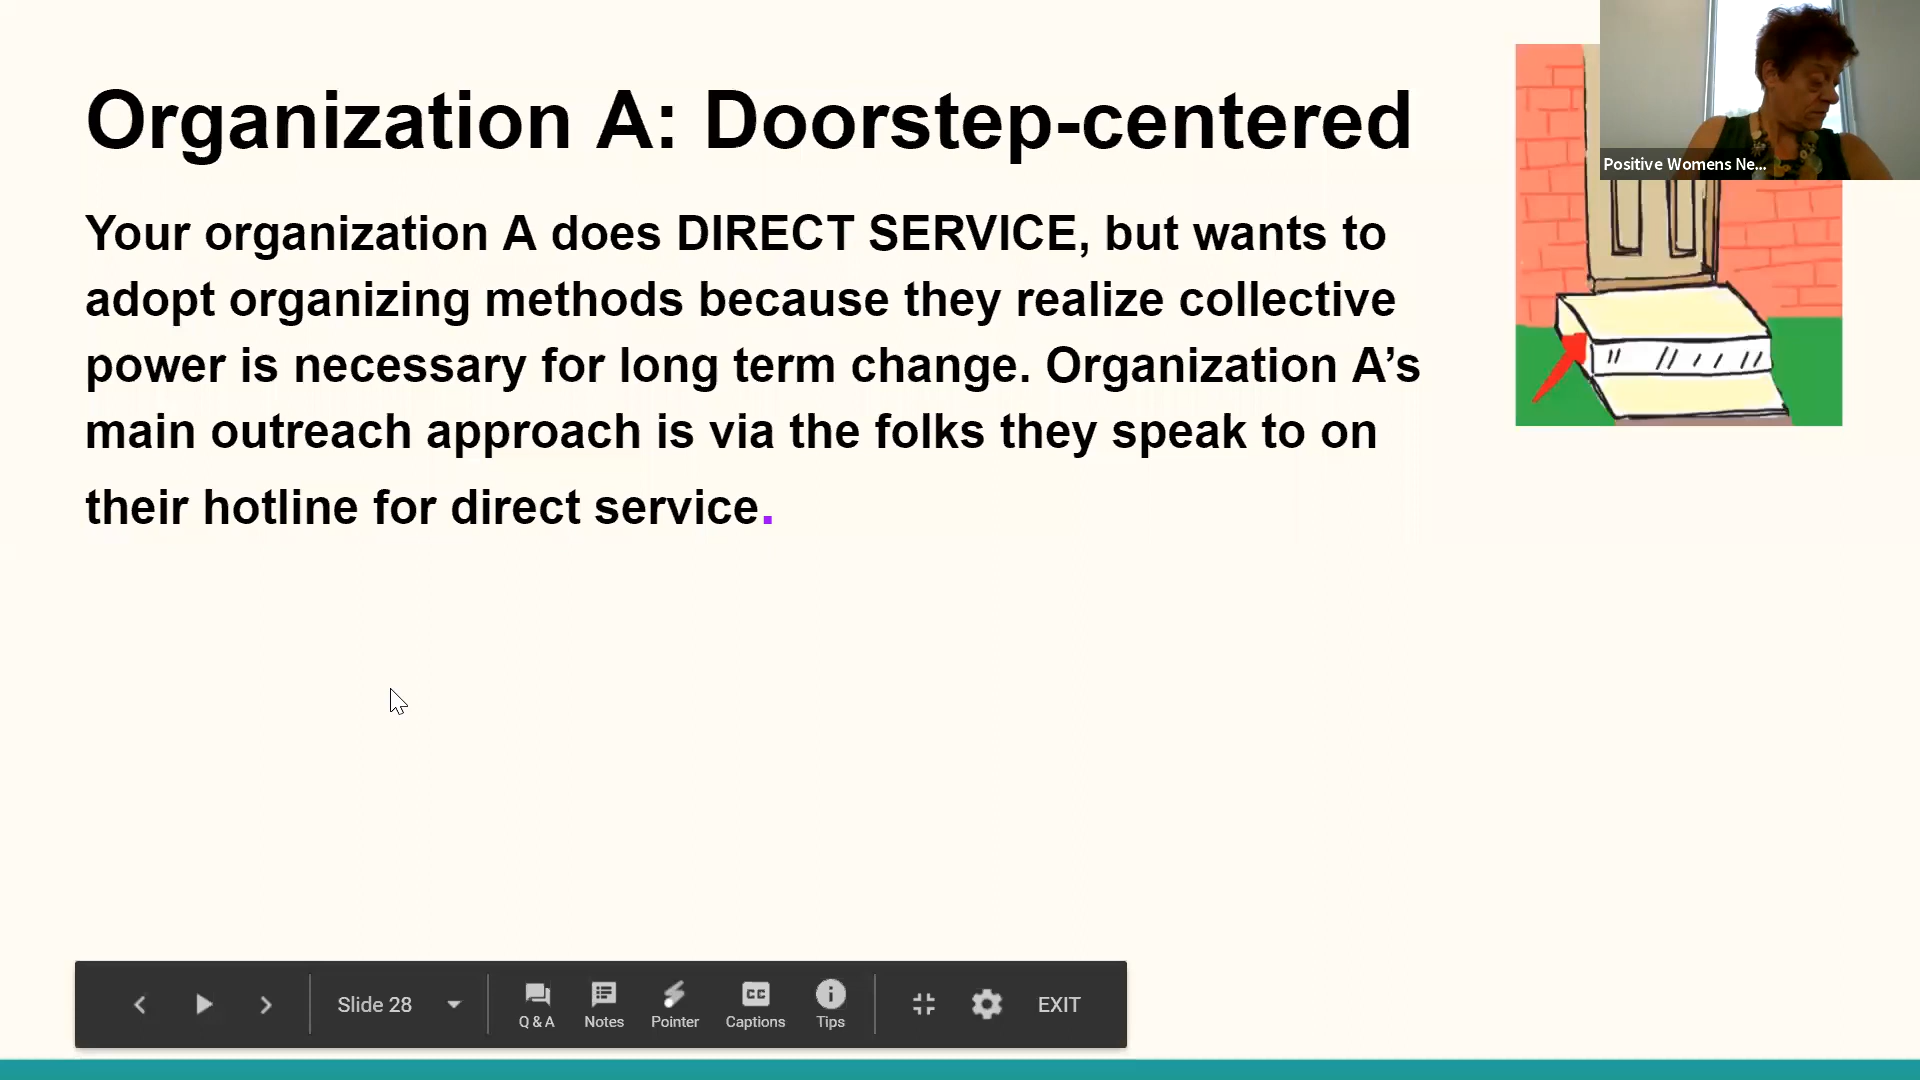 Organization A: Doorstep-centered
Positive Womens Ne...
Your organization A does DIRECT SERVICE, but wants to
adopt organizing methods because they realize collective
power is necessary for long term change. Organization A’s
main outreach approach is via the folks they speak to on
their hotline for direct service.
Slide 28
Q & A
Notes
CC
Pointer
Captions
Tips
EXIT